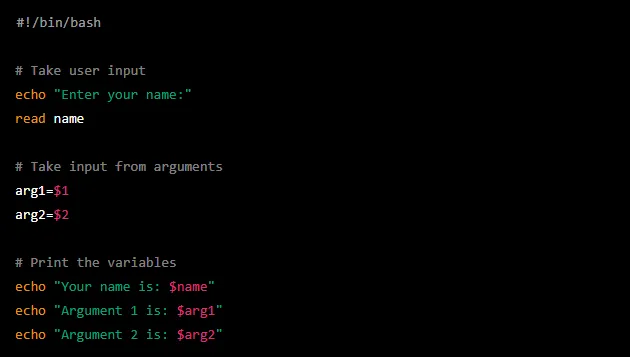 #!/bin/bash
# Take user input
echo "Enter your name:"
read name
# Take input from arguments
arg1=$1
arg2=$2
# Print the variables
echo "Your name is: $name"
echo "Argument 1 is: $arg1"
echo "Argument 2 is: $arg2"